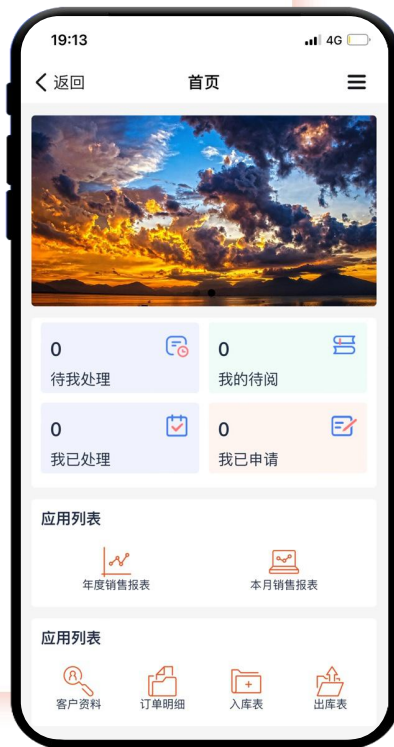 19:13
4G
返回
首页
0
待我处理
0
我的待阅
0
我已处理
0
我已申请
应用列表
年度销售报表
本月销售报表
应用列表
客户资料
订单明细
入库表
出库表